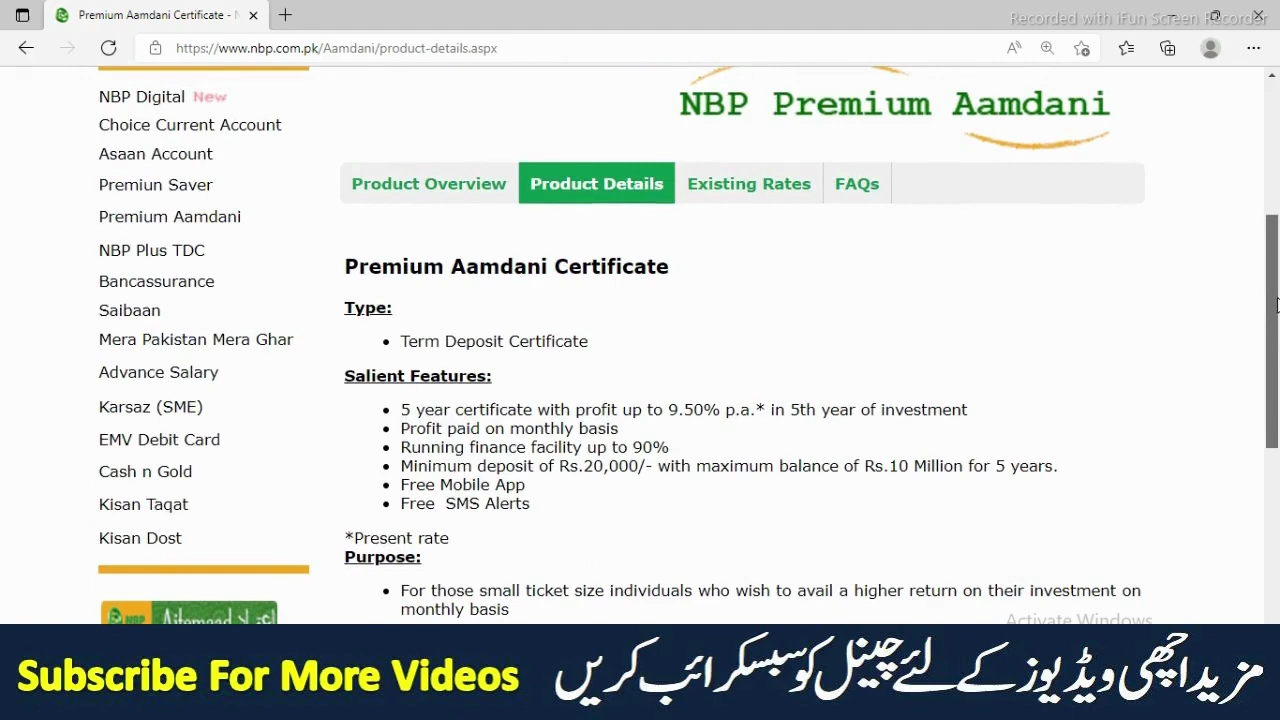 Premium Aamdani Certificate - N
Recorded with iFun Screen Recorder
https://www.nbp.com.pk/Aamdani/product-details.aspx
NBP Digital New
Choice Current Account
Asaan Account
Premiun Saver
Premium Aamdani
NBP Plus TDC
Bancassurance
Saibaan
Mera Pakistan Mera Ghar
Advance Salary
Karsaz (SME)
EMV Debit Card
Cash n Gold
Kisan Taqat
Kisan Dost
NBP Aitemaad اعتماد
NBP Premium Aamdani
Product Overview Product Details Existing Rates FAQs
Premium Aamdani Certificate
Type:
Term Deposit Certificate
Salient Features:
5 year certificate with profit up to 9.50% p.a.* in 5th year of investment
Profit paid on monthly basis
Running finance facility up to 90%
Minimum deposit of Rs.20,000/- with maximum balance of Rs.10 Million for 5 years.
Free Mobile App
Free SMS Alerts
*Present rate
Purpose:
For those small ticket size individuals who wish to avail a higher return on their investment on
monthly basis
Activate Windows
Subscribe For More Videos
مزید اچھی ویڈیوز کے لئے چینل کو سبسکرائب کریں